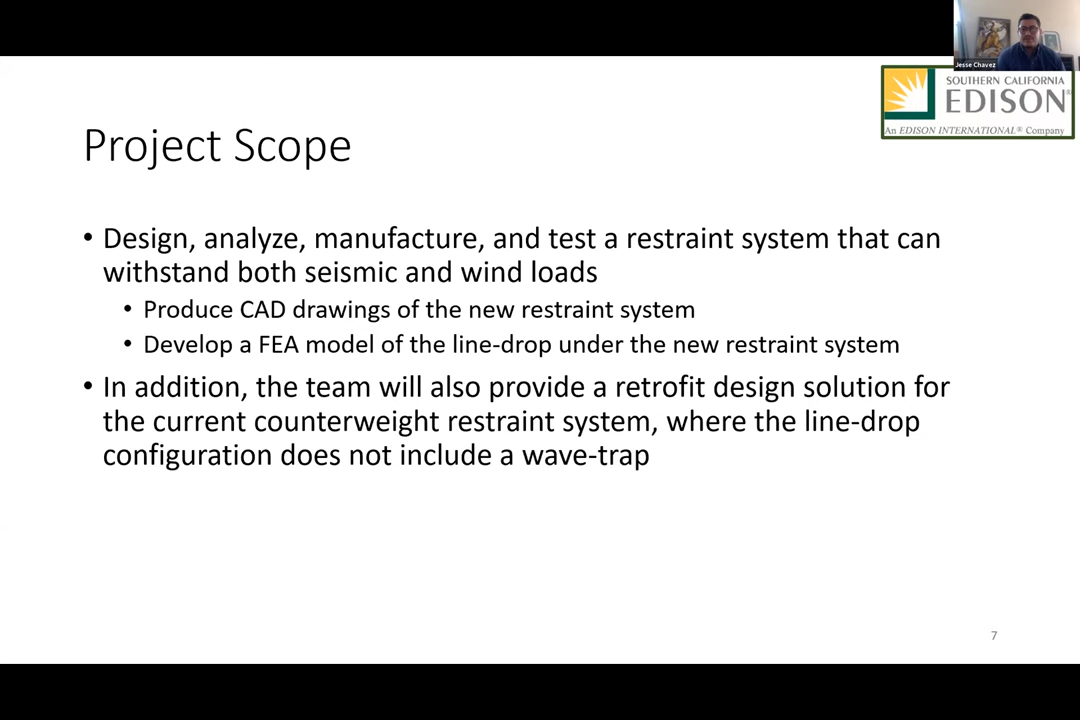 Jesse Chavez
SOUTHERN CALIFORNIA
EDISON®
An EDISON INTERNATIONAL® Company
Project Scope
• Design, analyze, manufacture, and test a restraint system that can
withstand both seismic and wind loads
• Produce CAD drawings of the new restraint system
• Develop a FEA model of the line-drop under the new restraint system
• In addition, the team will also provide a retrofit design solution for
the current counterweight restraint system, where the line-drop
configuration does not include a wave-trap
7